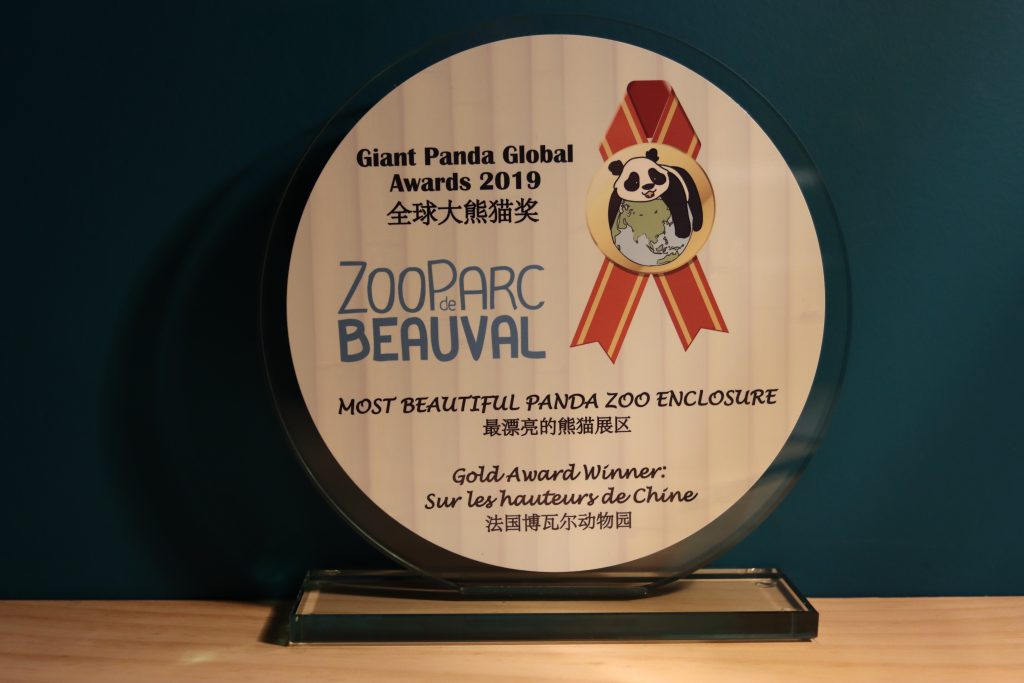 Giant Panda Global
Awards 2019
全球大熊猫奖
ZOOPARC
de
BEAUVAL
MOST BEAUTIFUL PANDA ZOO ENCLOSURE
最漂亮的熊猫展区
Gold Award Winner:
Sur les hauteurs de Chine
法国博瓦尔动物园